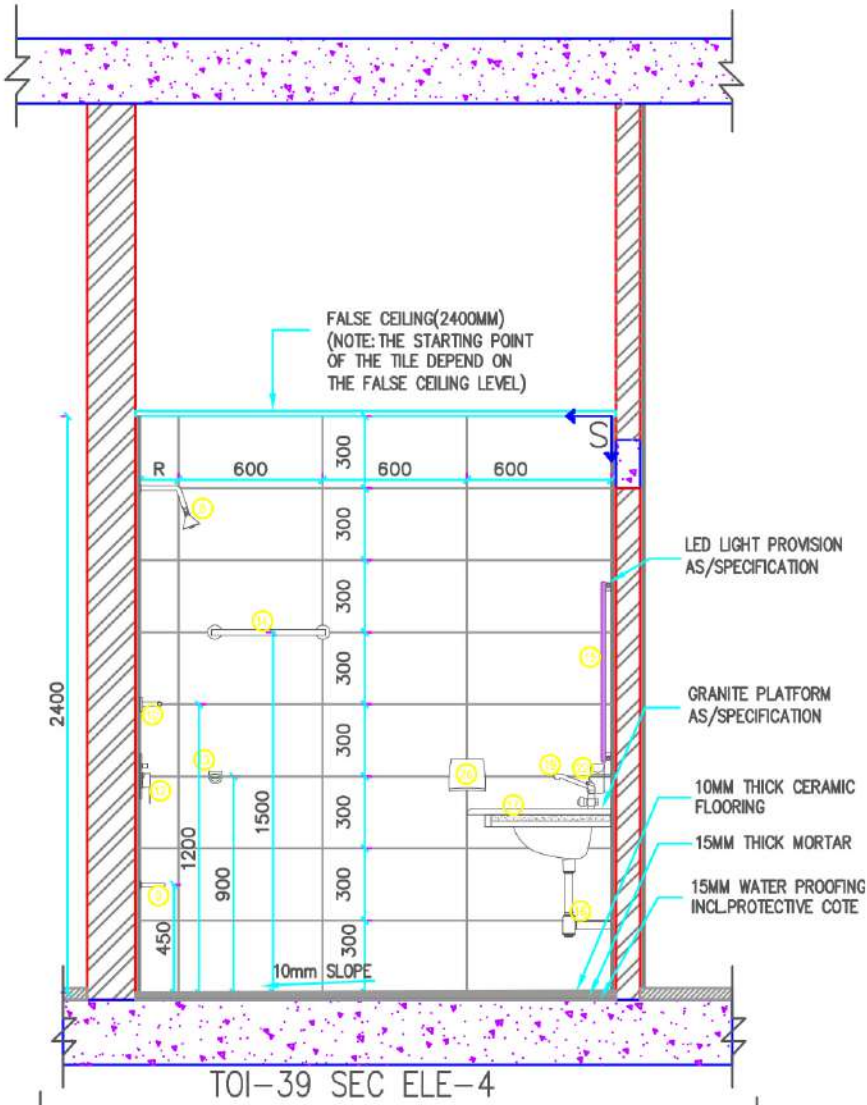 FALSE CEILING(2400MM)
(NOTE: THE STARTING POINT
OF THE TILE DEPEND ON
THE FALSE CEILING LEVEL)
S
R
600
600
600
300
300
300
300
300
300
300
300
2400
1200
1500
900
450
10mm SLOPE
LED LIGHT PROVISION
AS/SPECIFICATION
GRANITE PLATFORM
AS/SPECIFICATION
10MM THICK CERAMIC
FLOORING
15MM THICK MORTAR
15MM WATER PROOFING
INCL.PROTECTIVE COTE
TOI-39 SEC ELE-4